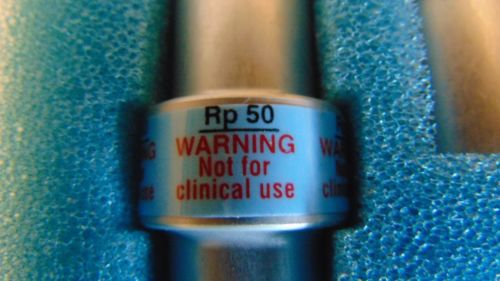 Rp 50
WARNING
Not for
clinical use